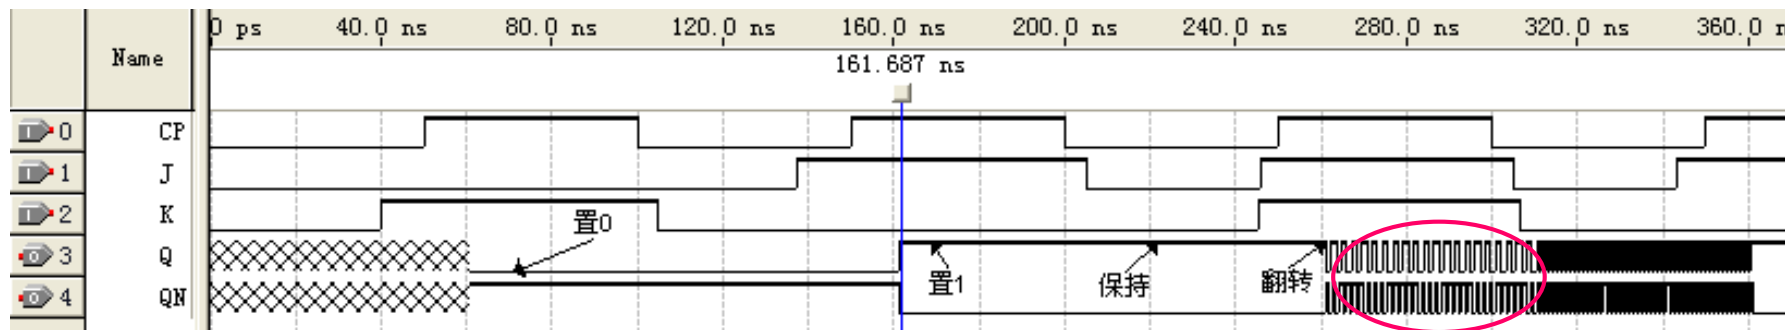 0 ps 40.0 ns 80.0 ns 120.0 ns 160.0 ns 200.0 ns 240.0 ns 280.0 ns 320.0 ns 360.0 n
Name
161.687 ns
0 CP
1 J
2 K
置0
3 Q
置1 保持 翻转
4 QN